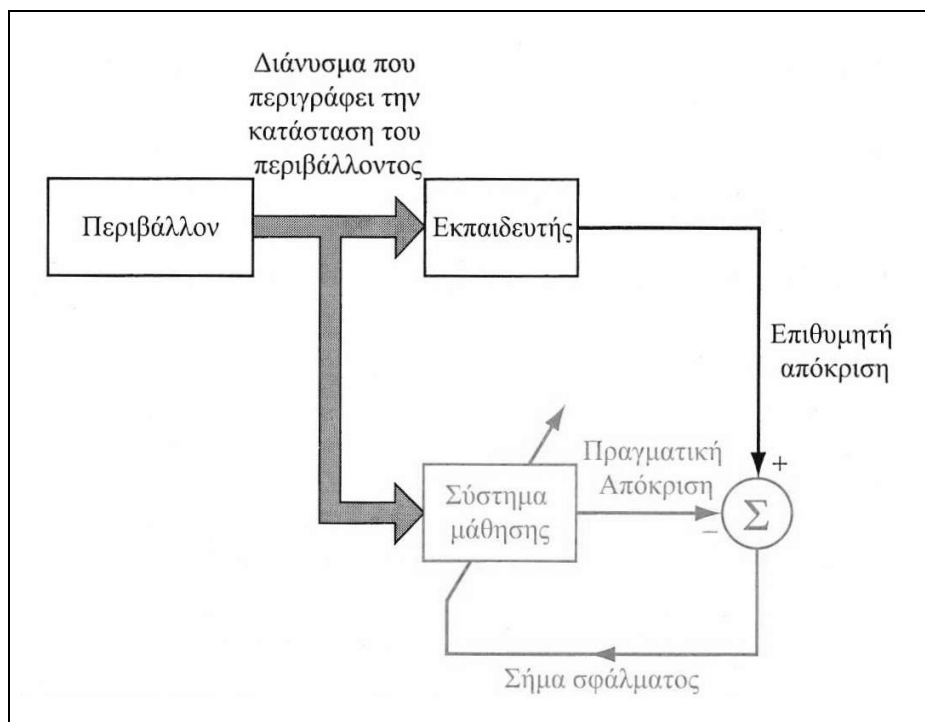 Διάνυσμα που
περιγράφει την
κατάσταση του
περιβάλλοντος
Περιβάλλον
Εκπαιδευτής
Επιθυμητή
απόκριση
Πραγματική
Απόκριση
+
Σύστημα
μάθησης
Σ
−
Σήμα σφάλματος